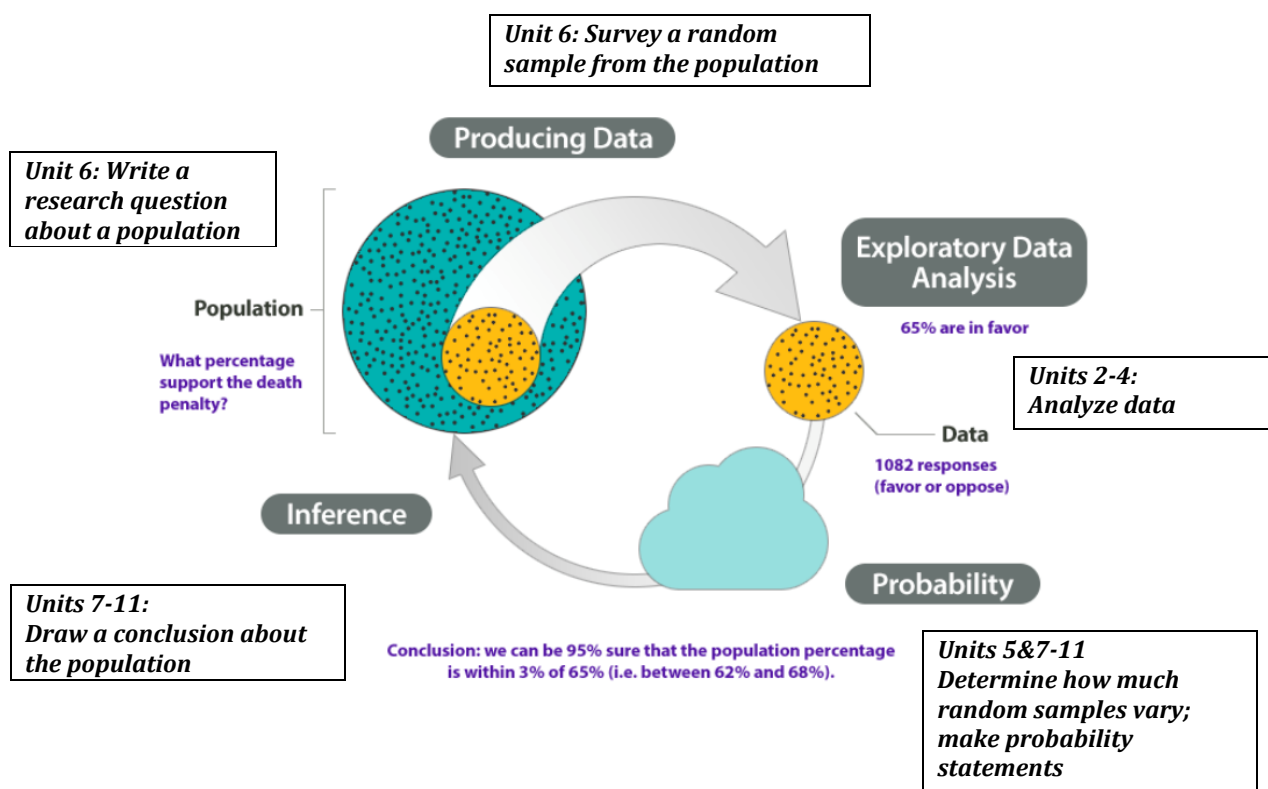 Unit 6: Survey a random
sample from the population
Producing Data
Unit 6: Write a
research question
about a population
Exploratory Data
Analysis
Population
65% are in favor
What percentage
support the death
penalty?
Units 2-4:
Analyze data
Data
1082 responses
(favor or oppose)
Inference
Probability
Units 7-11:
Draw a conclusion about
the population
Conclusion: we can be 95% sure that the population percentage
is within 3% of 65% (i.e. between 62% and 68%).
Units 5&7-11
Determine how much
random samples vary;
make probability
statements